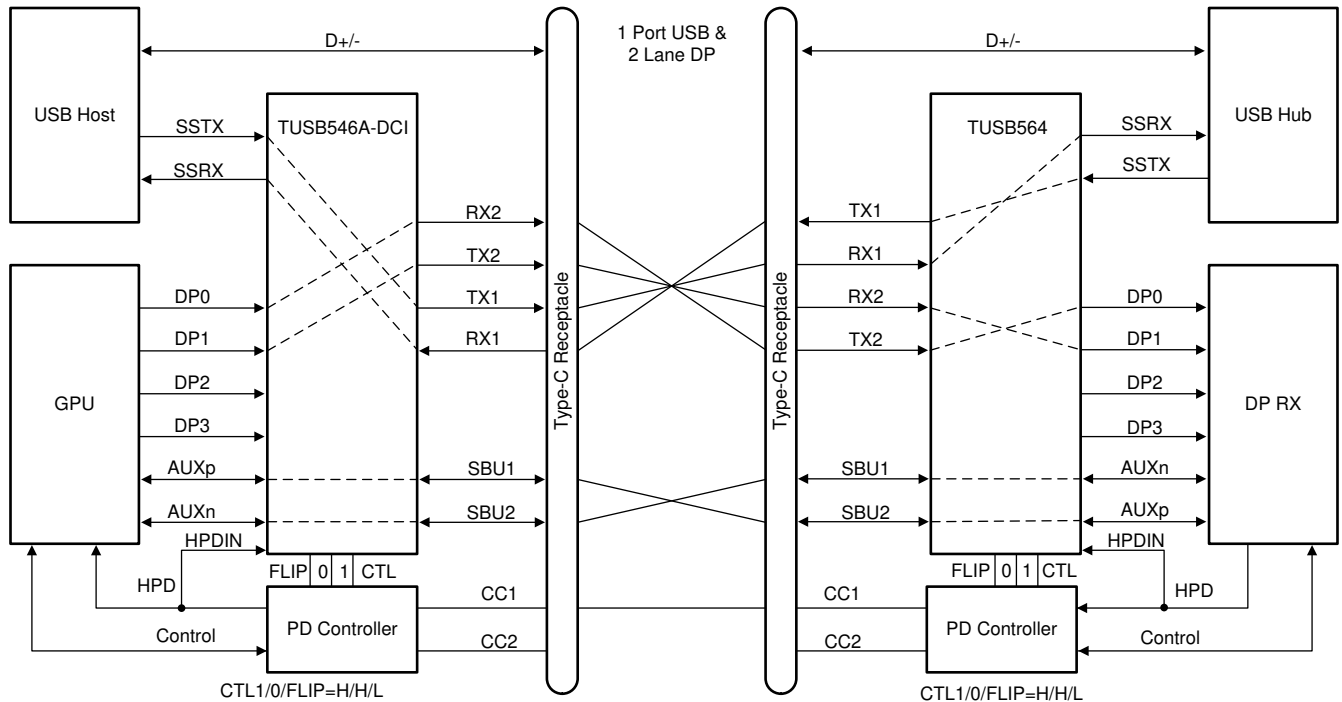 D+/-
1 Port USB &
2 Lane DP
D+/-
USB Host
TUSB546A-DCI
TUSB564
USB Hub
SSTX
SSRX
SSRX
SSTX
RX2
TX2
TX1
RX1
TX1
RX1
RX2
TX2
Type-C Receptacle
Type-C Receptacle
GPU
DP0
DP1
DP2
DP3
AUXp
AUXn
HPDIN
SBU1
SBU2
SBU1
SBU2
DP0
DP1
DP2
DP3
AUXn
AUXp
HPDIN
DP RX
FLIP 0 1 CTL
FLIP 0 1 CTL
HPD
Control
PD Controller
CC1
CC2
CC1
CC2
PD Controller
HPD
Control
CTL1/0/FLIP=H/H/L
CTL1/0/FLIP=H/H/L